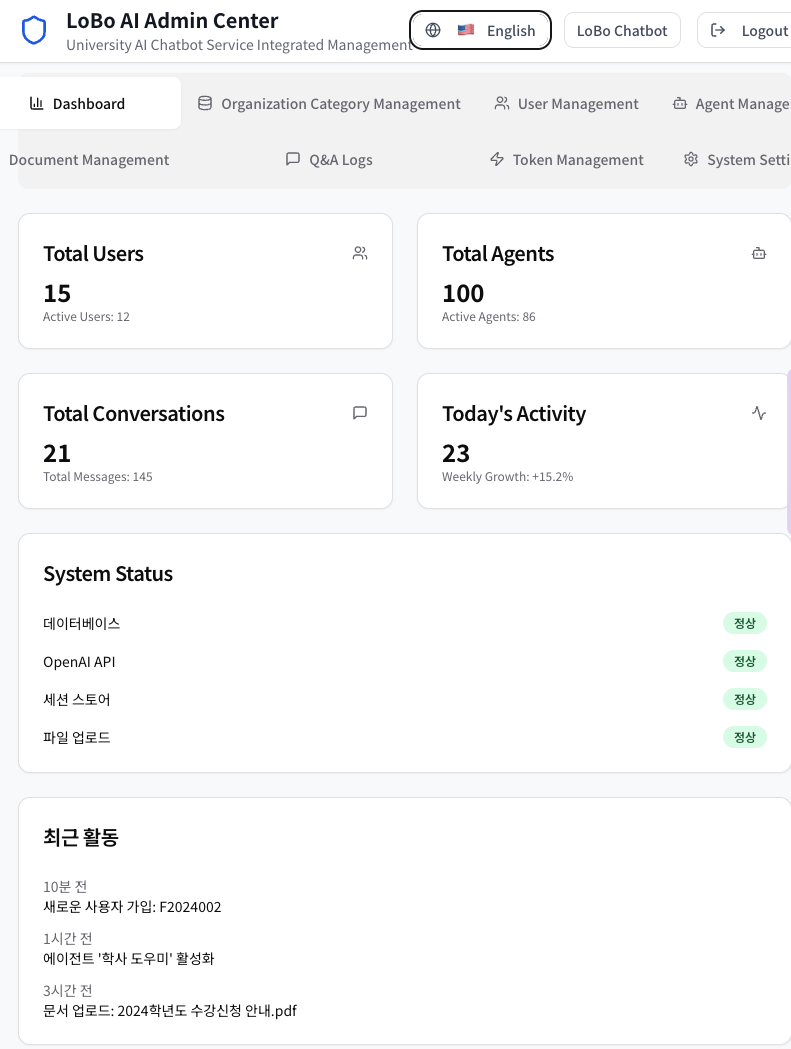 LoBo AI Admin Center
University AI Chatbot Service Integrated Management
English
LoBo Chatbot
Logout
Dashboard
Organization Category Management
User Management
Agent Manage
Document Management
Q&A Logs
Token Management
System Setti
Total Users
15
Active Users: 12
Total Agents
100
Active Agents: 86
Total Conversations
21
Total Messages: 145
Today's Activity
23
Weekly Growth: +15.2%
System Status
데이터베이스
정상
OpenAI API
정상
세션 스토어
정상
파일 업로드
정상
최근 활동
10분 전
새로운 사용자 가입: F2024002
1시간 전
에이전트 '학사 도우미' 활성화
3시간 전
문서 업로드: 2024학년도 수강신청 안내.pdf